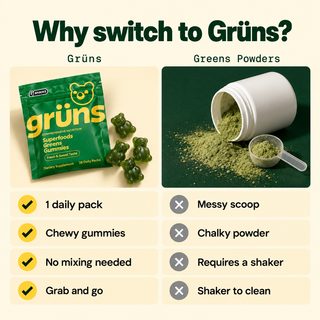 Why switch to Grüns?
Grüns
Greens Powders
grüns
Superfoods
Greens
Gummies
1 daily pack
Messy scoop
Chewy gummies
Chalky powder
No mixing needed
Requires a shaker
Grab and go
Shaker to clean